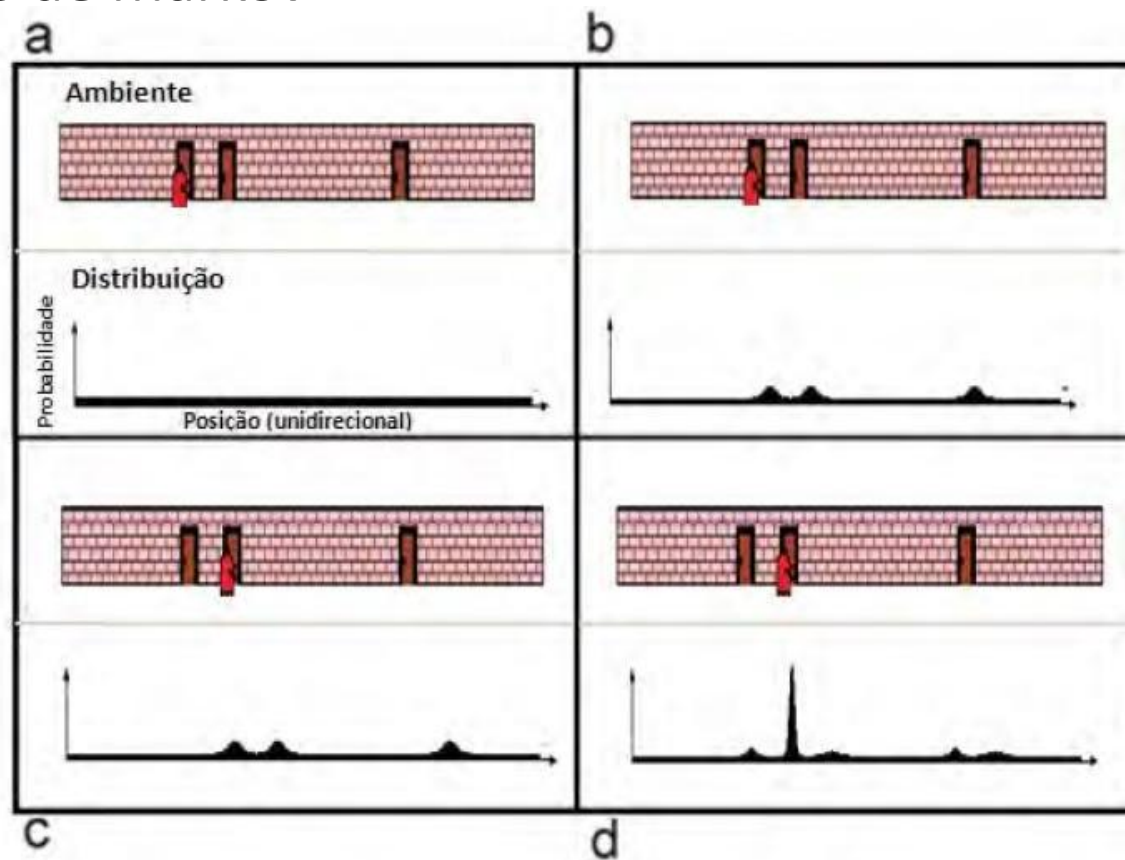 a
b
Ambiente
Distribuição
Probabilidade
Posição (unidirecional)
c
d